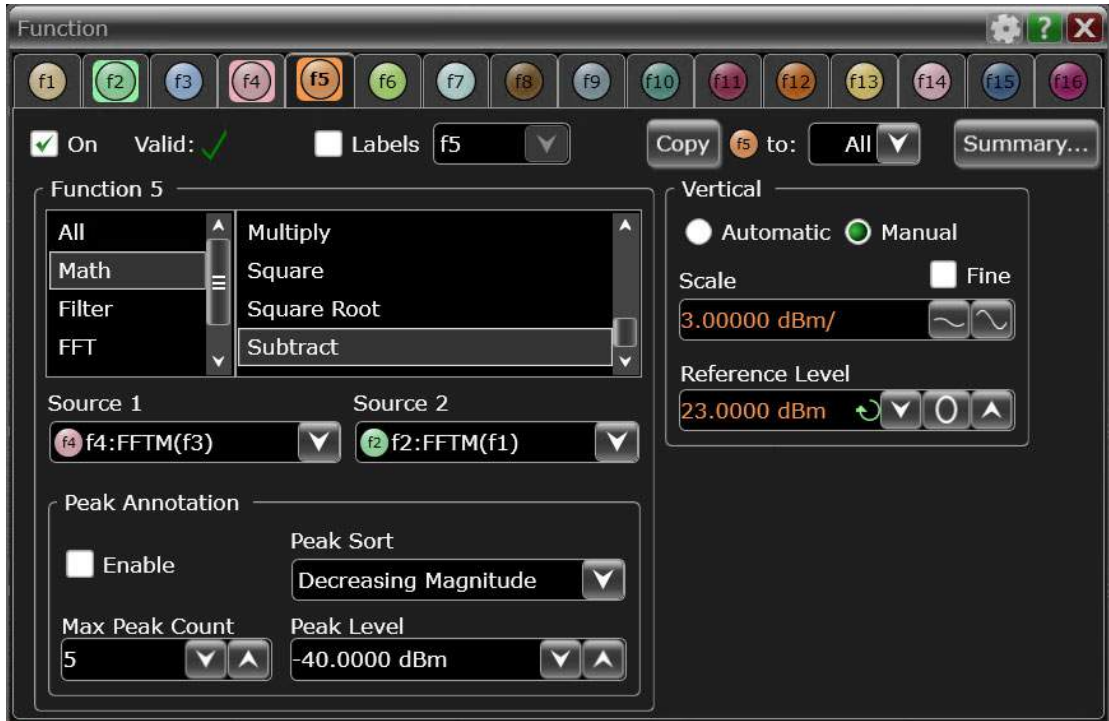 Function
f1 f2 f3 f4 f5 f6 f7 f8 f9 f10 f11 f12 f13 f14 f15 f16
On Valid: Labels f5 Copy f5 to: All Summary...
Function 5
All
Math
Filter
FFT
Multiply
Square
Square Root
Subtract
Source 1 Source 2
f4 f4:FFTM(f3) f2 f2:FFTM(f1)
Peak Annotation
Enable
Peak Sort
Decreasing Magnitude
Max Peak Count Peak Level
5 -40.0000 dBm
Vertical
Automatic Manual
Scale Fine
3.00000 dBm/
Reference Level
23.0000 dBm